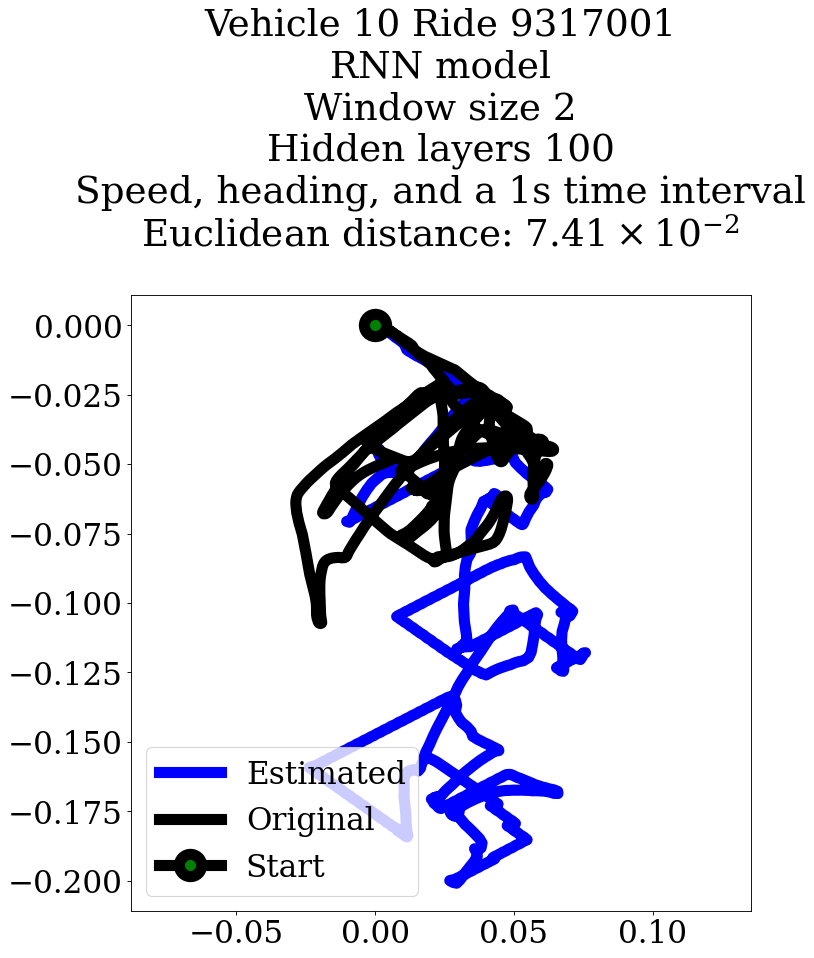 Vehicle 10 Ride 9317001
RNN model
Window size 2
Hidden layers 100
Speed, heading, and a 1s time interval
Euclidean distance: 7.41 × 10⁻²
0.000
−0.025
−0.050
−0.075
−0.100
−0.125
−0.150
−0.175
−0.200
Estimated
Original
Start
−0.05 0.00 0.05 0.10